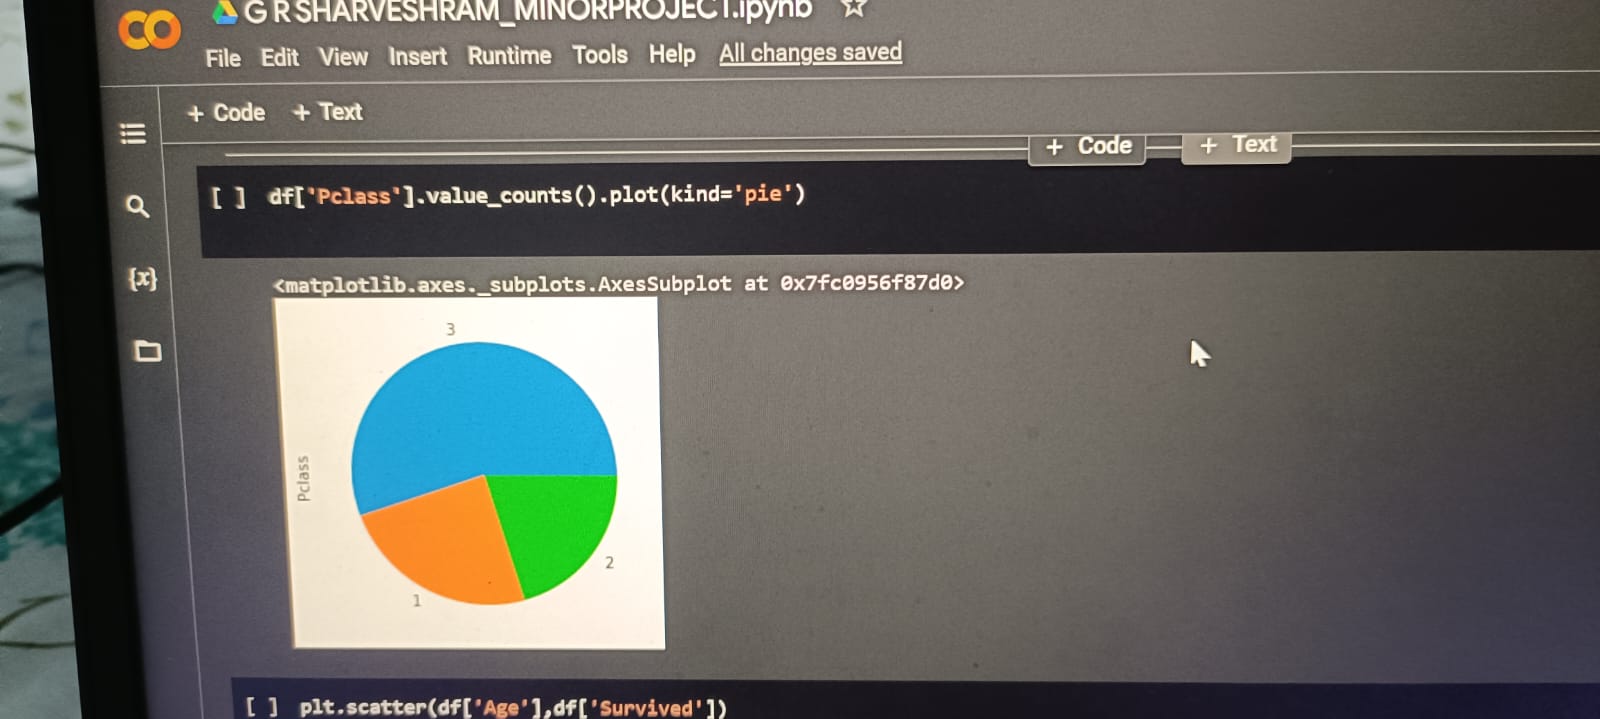 G R SHARVESHRAM_MINORPROJECT.ipynb
File Edit View Insert Runtime Tools Help All changes saved
+ Code + Text
+ Code + Text
[ ] df['Pclass'].value_counts().plot(kind='pie')
{x}
<matplotlib.axes._subplots.AxesSubplot at 0x7fc0956f87d0>
3
Pclass
2
1
[ ] plt.scatter(df['Age'],df['Survived'])